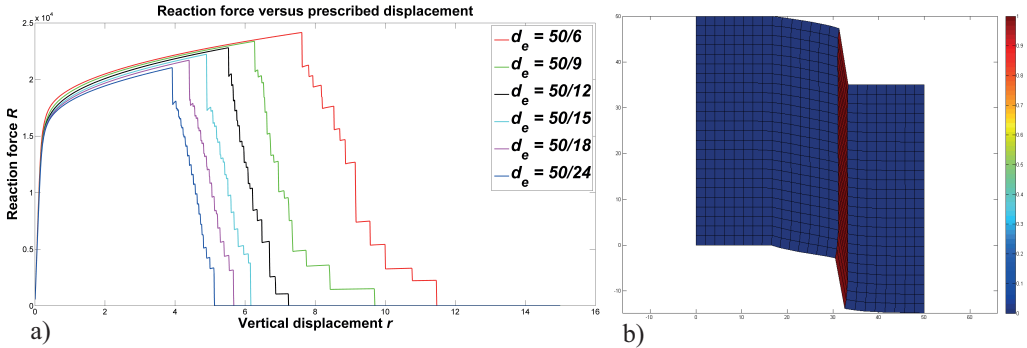 Reaction force versus prescribed displacement
x 10⁴
2.5
2
1.5
1
0.5
0
Reaction force R
0 2 4 6 8 10 12 14 16
Vertical displacement r
d_e = 50/6
d_e = 50/9
d_e = 50/12
d_e = 50/15
d_e = 50/18
d_e = 50/24
a)
50
40
30
20
10
0
-10
-10 0 10 20 30 40 50 60
1
0.9
0.8
0.7
0.6
0.5
0.4
0.3
0.2
0.1
0
b)